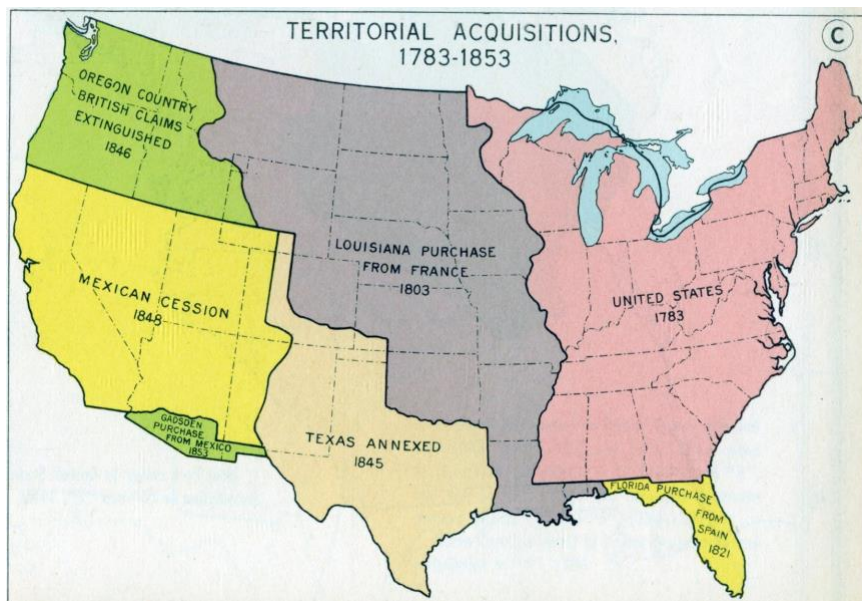 TERRITORIAL ACQUISITIONS,
1783-1853
C
OREGON COUNTRY
BRITISH CLAIMS
EXTINGUISHED
1846
LOUISIANA PURCHASE
FROM FRANCE
1803
UNITED STATES
1783
MEXICAN CESSION
1848
GADSDEN
PURCHASE
FROM MEXICO
1853
TEXAS ANNEXED
1845
FLORIDA PURCHASE
FROM
SPAIN
1821